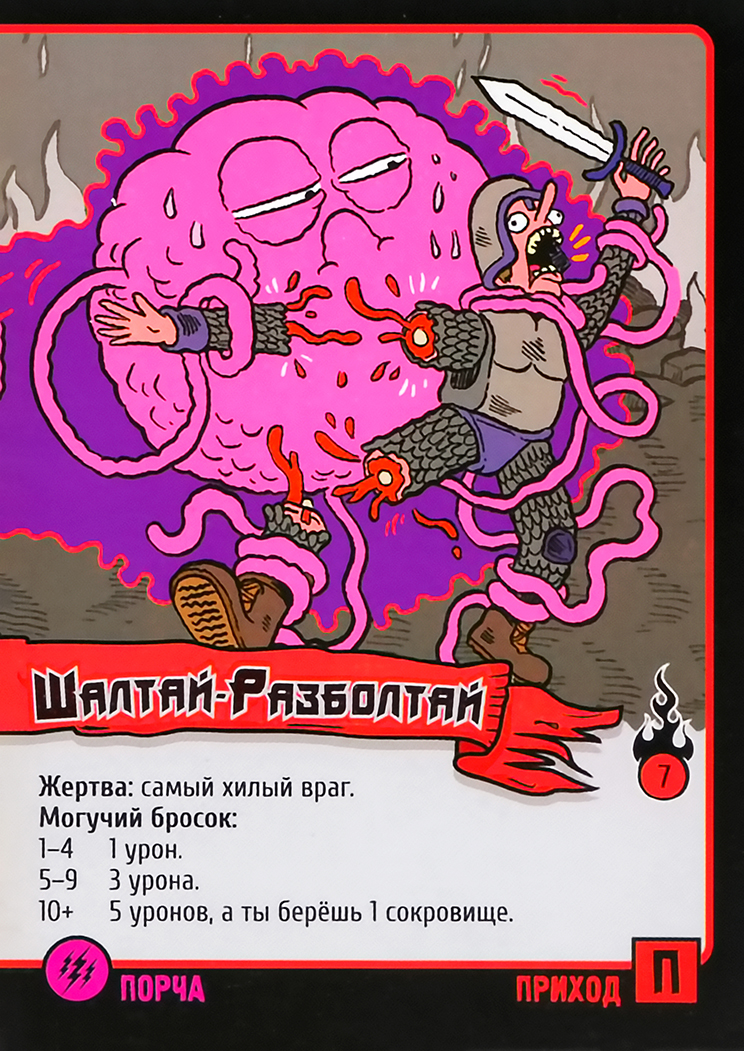 Шалтай-Разболтай
7
Жертва: самый хилый враг.
Могучий бросок:
1–4 1 урон.
5–9 3 урона.
10+ 5 уронов, а ты берёшь 1 сокровище.
ПОРЧА
ПРИХОД П